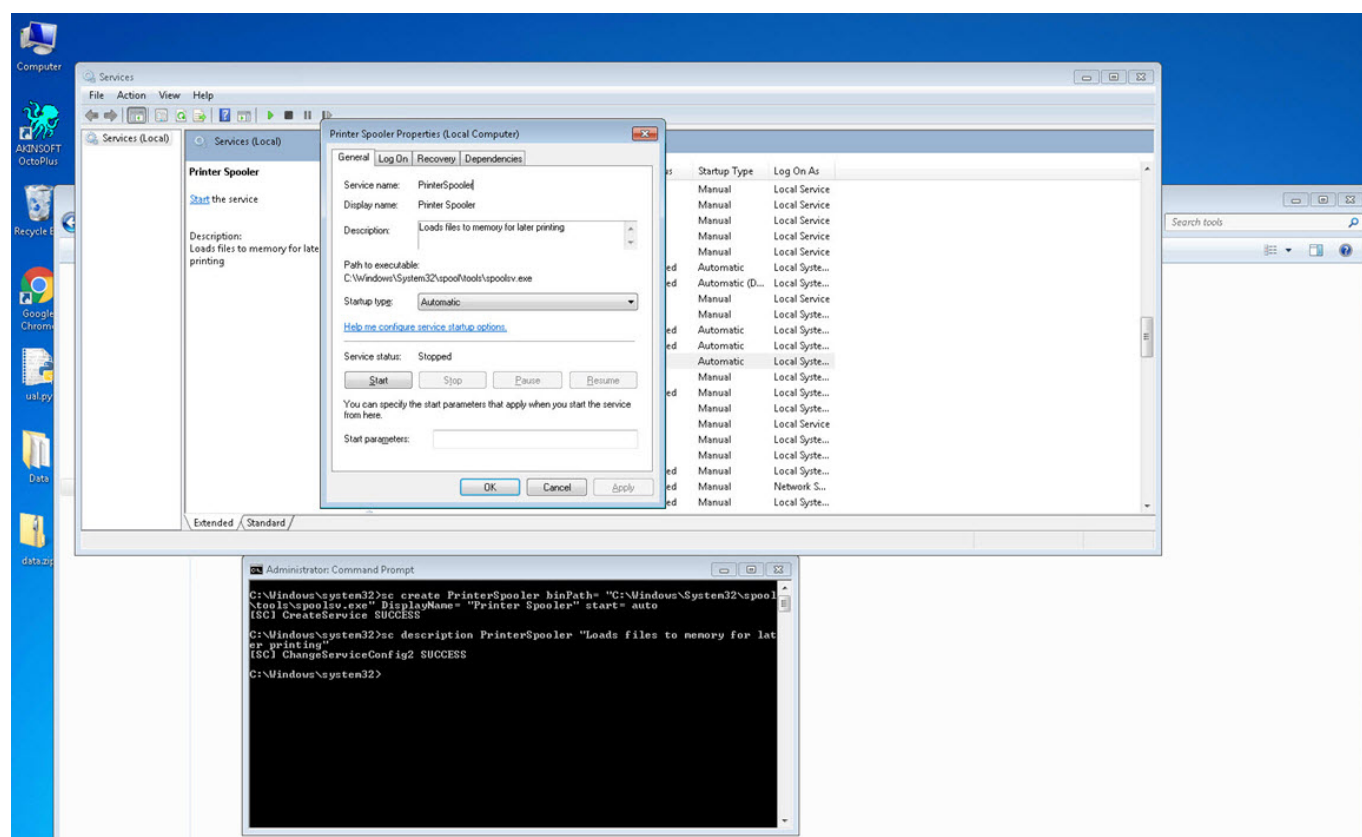 Computer
AKINSOFT
OctoPlus
Recycle
Google
Chrome
ual.py
Data
data.zip
Services
File Action View Help
Services (Local)
Services (Local)
Printer Spooler
Start the service
Description:
Loads files to memory for late
printing
Extended Standard
Printer Spooler Properties (Local Computer)
General Log On Recovery Dependencies
Service name: PrinterSpooler
Display name: Printer Spooler
Description: Loads files to memory for later printing
Path to executable:
C:\Windows\System32\spool\tools\spoolsv.exe
Startup type: Automatic
Help me configure service startup options.
Service status: Stopped
Start Stop Pause Resume
You can specify the start parameters that apply when you start the service
from here.
Start parameters:
OK Cancel Apply
us Startup Type Log On As
Manual Local Service
Manual Local Service
Manual Local Service
Manual Local Service
Manual Local Service
ed Automatic Local Syste...
ed Automatic (D... Local Syste...
Manual Local Service
Manual Local Syste...
ed Automatic Local Syste...
ed Automatic Local Syste...
Automatic Local Syste...
Manual Local Syste...
ed Manual Local Syste...
Manual Local Syste...
Manual Local Service
Manual Local Syste...
Manual Local Syste...
ed Manual Local Syste...
ed Manual Network S...
ed Manual Local Syste...
Search tools
Administrator: Command Prompt
C:\Windows\system32>sc create PrinterSpooler binPath= "C:\Windows\System32\spool
\tools\spoolsv.exe" DisplayName= "Printer Spooler" start= auto
[SC] CreateService SUCCESS
C:\Windows\system32>sc description PrinterSpooler "Loads files to memory for lat
er printing"
[SC] ChangeServiceConfig2 SUCCESS
C:\Windows\system32>